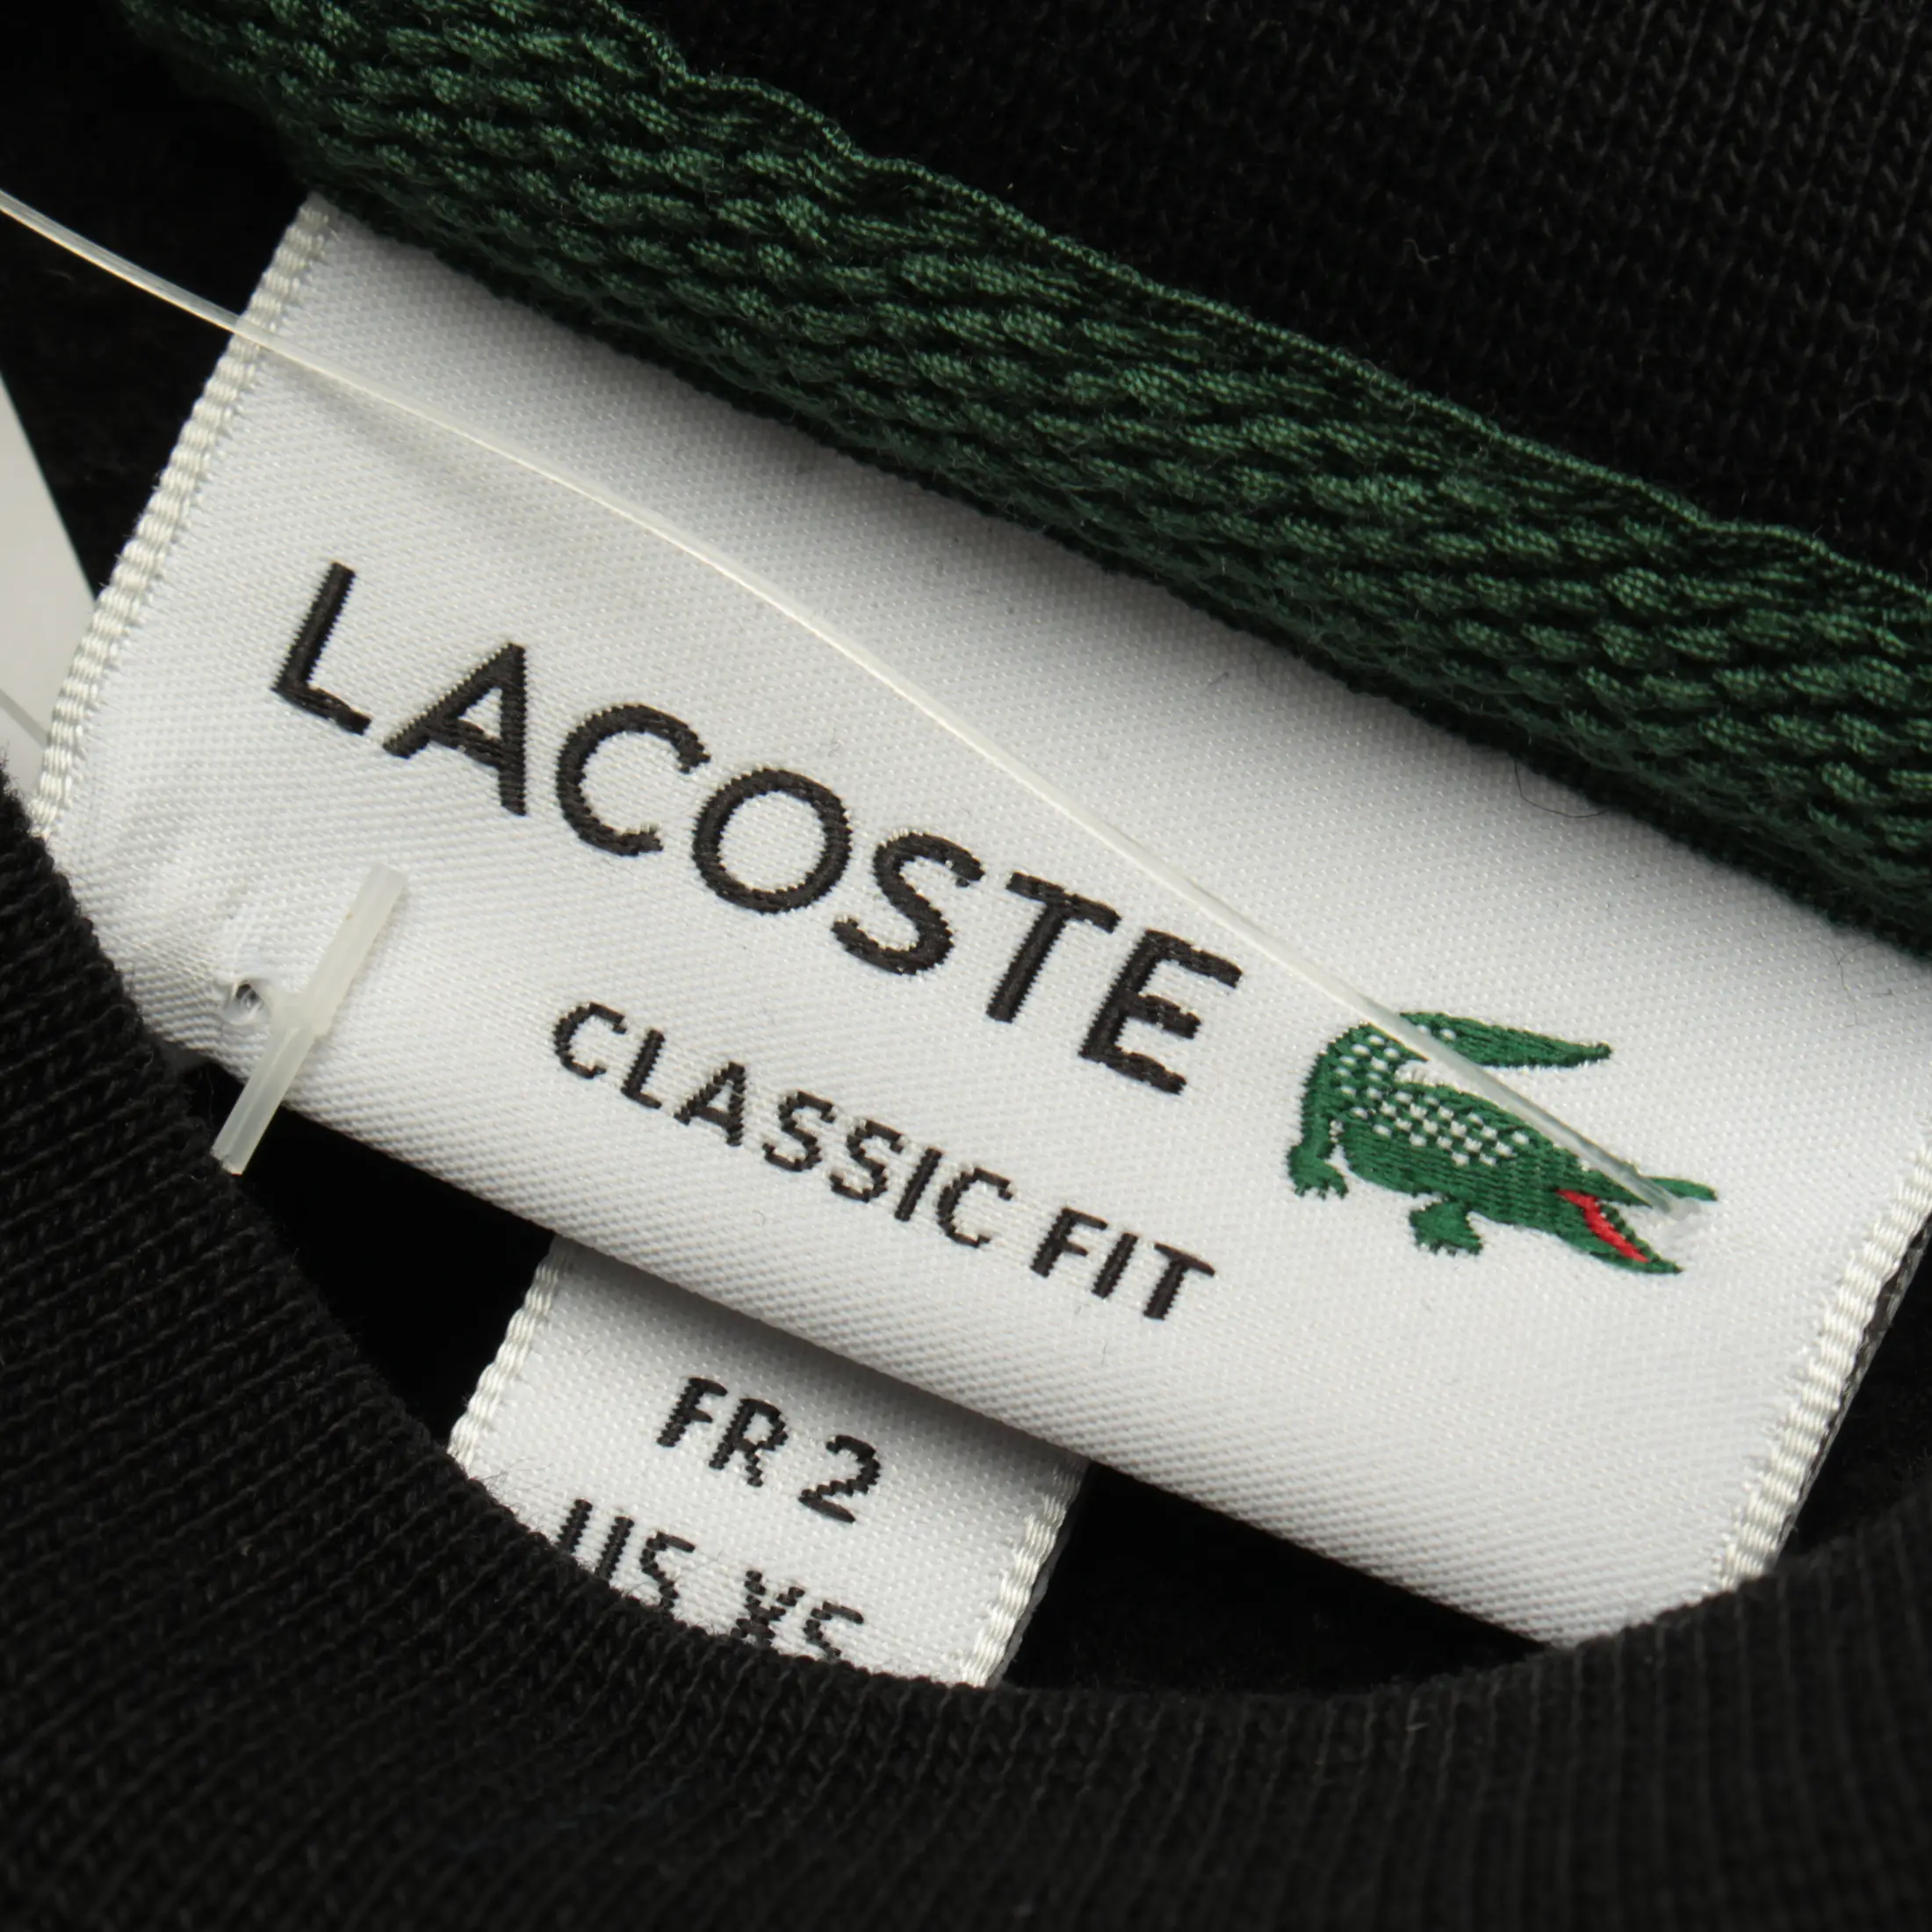 LACOSTE
CLASSIC FIT
FR 2
US XS